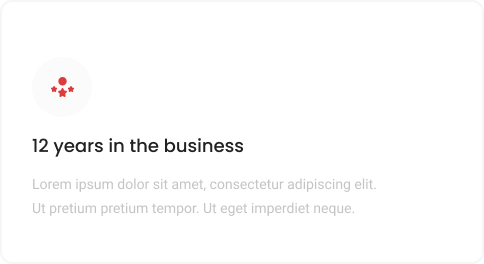 12 years in the business
Lorem ipsum dolor sit amet, consectetur adipiscing elit.
Ut pretium pretium tempor. Ut eget imperdiet neque.